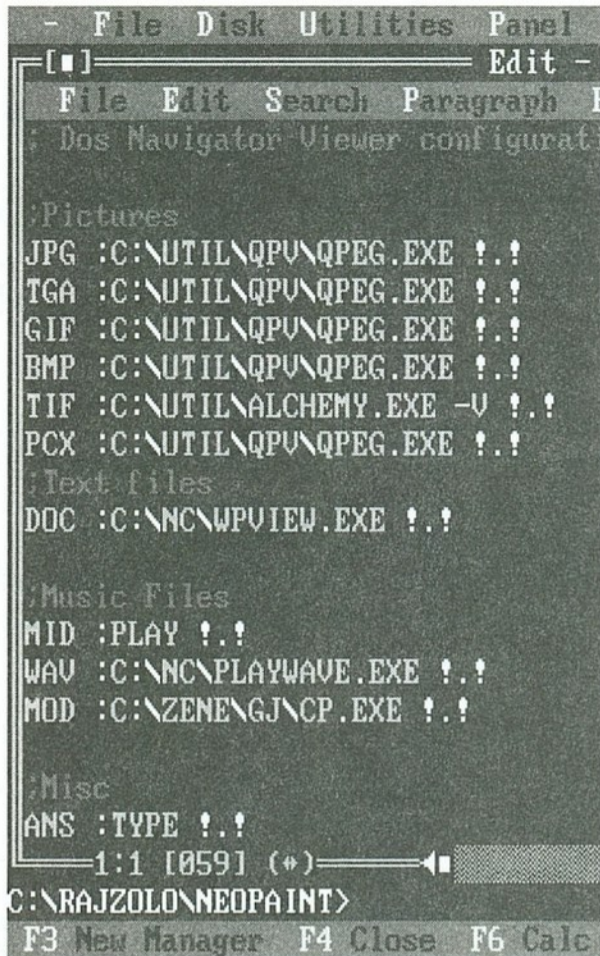 - File Disk Utilities Panel
[■] Edit -
File Edit Search Paragraph
; Dos Navigator Viewer configurati
;Pictures
JPG :C:\UTIL\QPV\QPEG.EXE !.!
TGA :C:\UTIL\QPV\QPEG.EXE !.!
GIF :C:\UTIL\QPV\QPEG.EXE !.!
BMP :C:\UTIL\QPV\QPEG.EXE !.!
TIF :C:\UTIL\ALCHEMY.EXE -V !.!
PCX :C:\UTIL\QPV\QPEG.EXE !.!
;Text files
DOC :C:\NC\WPVIEW.EXE !.!
;Music Files
MID :PLAY !.!
WAV :C:\NC\PLAYWAVE.EXE !.!
MOD :C:\ZENE\GJ\CP.EXE !.!
;Misc
ANS :TYPE !.!
1:1 [059] (#)
C:\RAJZOLO\NEOPAINT>
F3 New Manager F4 Close F6 Calc